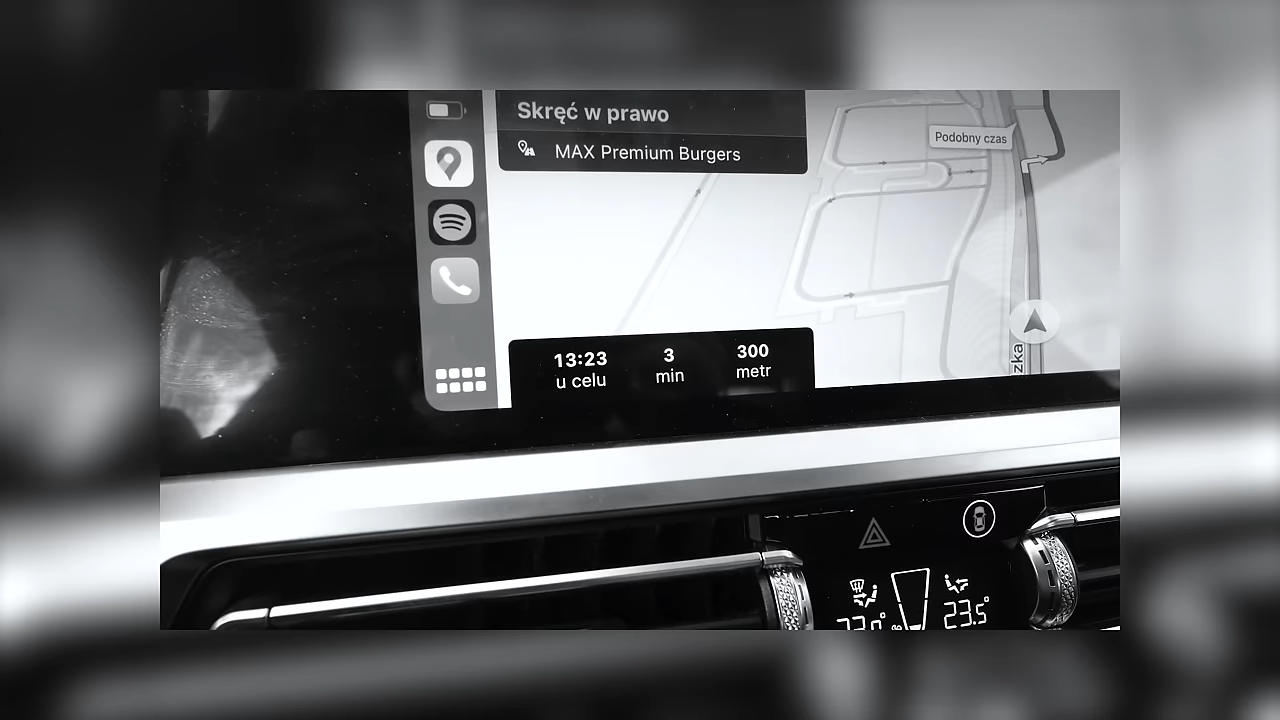 Skręć w prawo
MAX Premium Burgers
Podobny czas
13:23
u celu
3
min
300
metr
23.5°